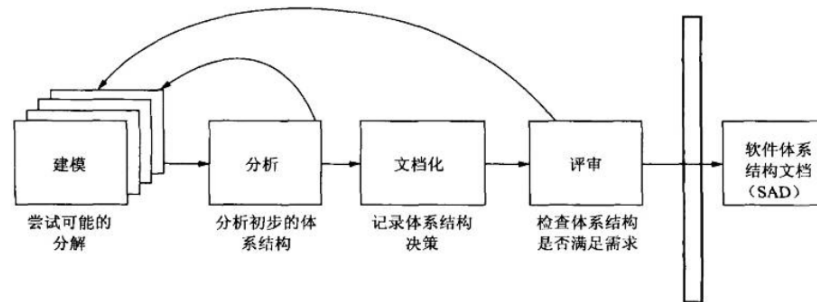 建模
分析
文档化
评审
软件体系
结构文档
（SAD）
尝试可能的
分解
分析初步的体
系结构
记录体系结构
决策
检查体系结构
是否满足需求